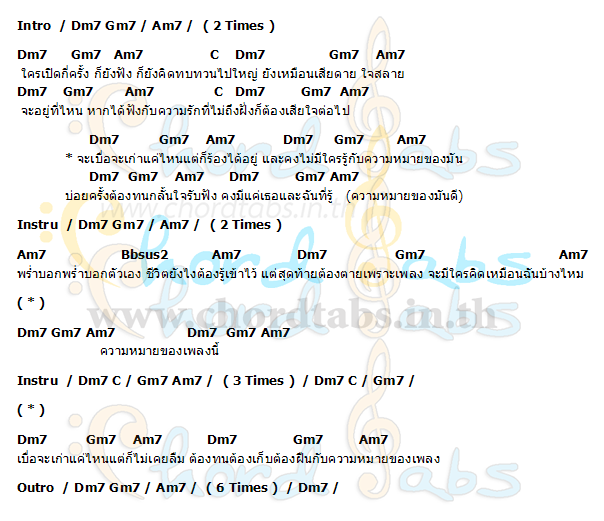 Intro / Dm7 Gm7 / Am7 / ( 2 Times )
Dm7 Gm7 Am7 C Dm7 Gm7 Am7
ใครเปิดกี่ครั้ง ก็ยังฟัง ก็ยังคิดทบทวนไปใหญ่ ยังเหมือนเสียดาย ใจสลาย
Dm7 Gm7 Am7 C Dm7 Gm7 Am7
จะอยู่ที่ไหน หากได้ฟังกับความรักที่ไม่ถึงฝั่งก็ต้องเสียใจต่อไป
Dm7 Gm7 Am7 Dm7 Gm7 Am7
* จะเบื่อจะเก่าแค่ไหนแต่ก็ร้องได้อยู่ และคงไม่มีใครรู้กับความหมายของมัน
Dm7 Gm7 Am7 Dm7 Gm7 Am7
บ่อยครั้งต้องทนกลั้นใจรับฟัง คงมีแค่เธอและฉันที่รู้ (ความหมายของมันดี)
www.chordtabs.in.th
Instru / Dm7 Gm7 / Am7 / ( 2 Times )
Am7 Bbsus2 Am7 Dm7 Gm7 Am7
พร่ำบอกพร่ำบอกตัวเอง ชีวิตยังไงต้องรู้เข้าไว้ แต่สุดท้ายต้องตายเพราะเพลง จะมีใครคิดเหมือนฉันบ้างไหม
( * )
www.chordtabs.in.th
Dm7 Gm7 Am7 Dm7 Gm7 Am7
ความหมายของเพลงนี้
Instru / Dm7 C / Gm7 Am7 / ( 3 Times ) / Dm7 C / Gm7 /
( * )
Dm7 Gm7 Am7 Dm7 Gm7 Am7
เบื่อจะเก่าแค่ไหนแต่ก็ไม่เคยลืม ต้องทนต้องเก็บต้องฝืนกับความหมายของเพลง
Outro / Dm7 Gm7 / Am7 / ( 6 Times ) / Dm7 /